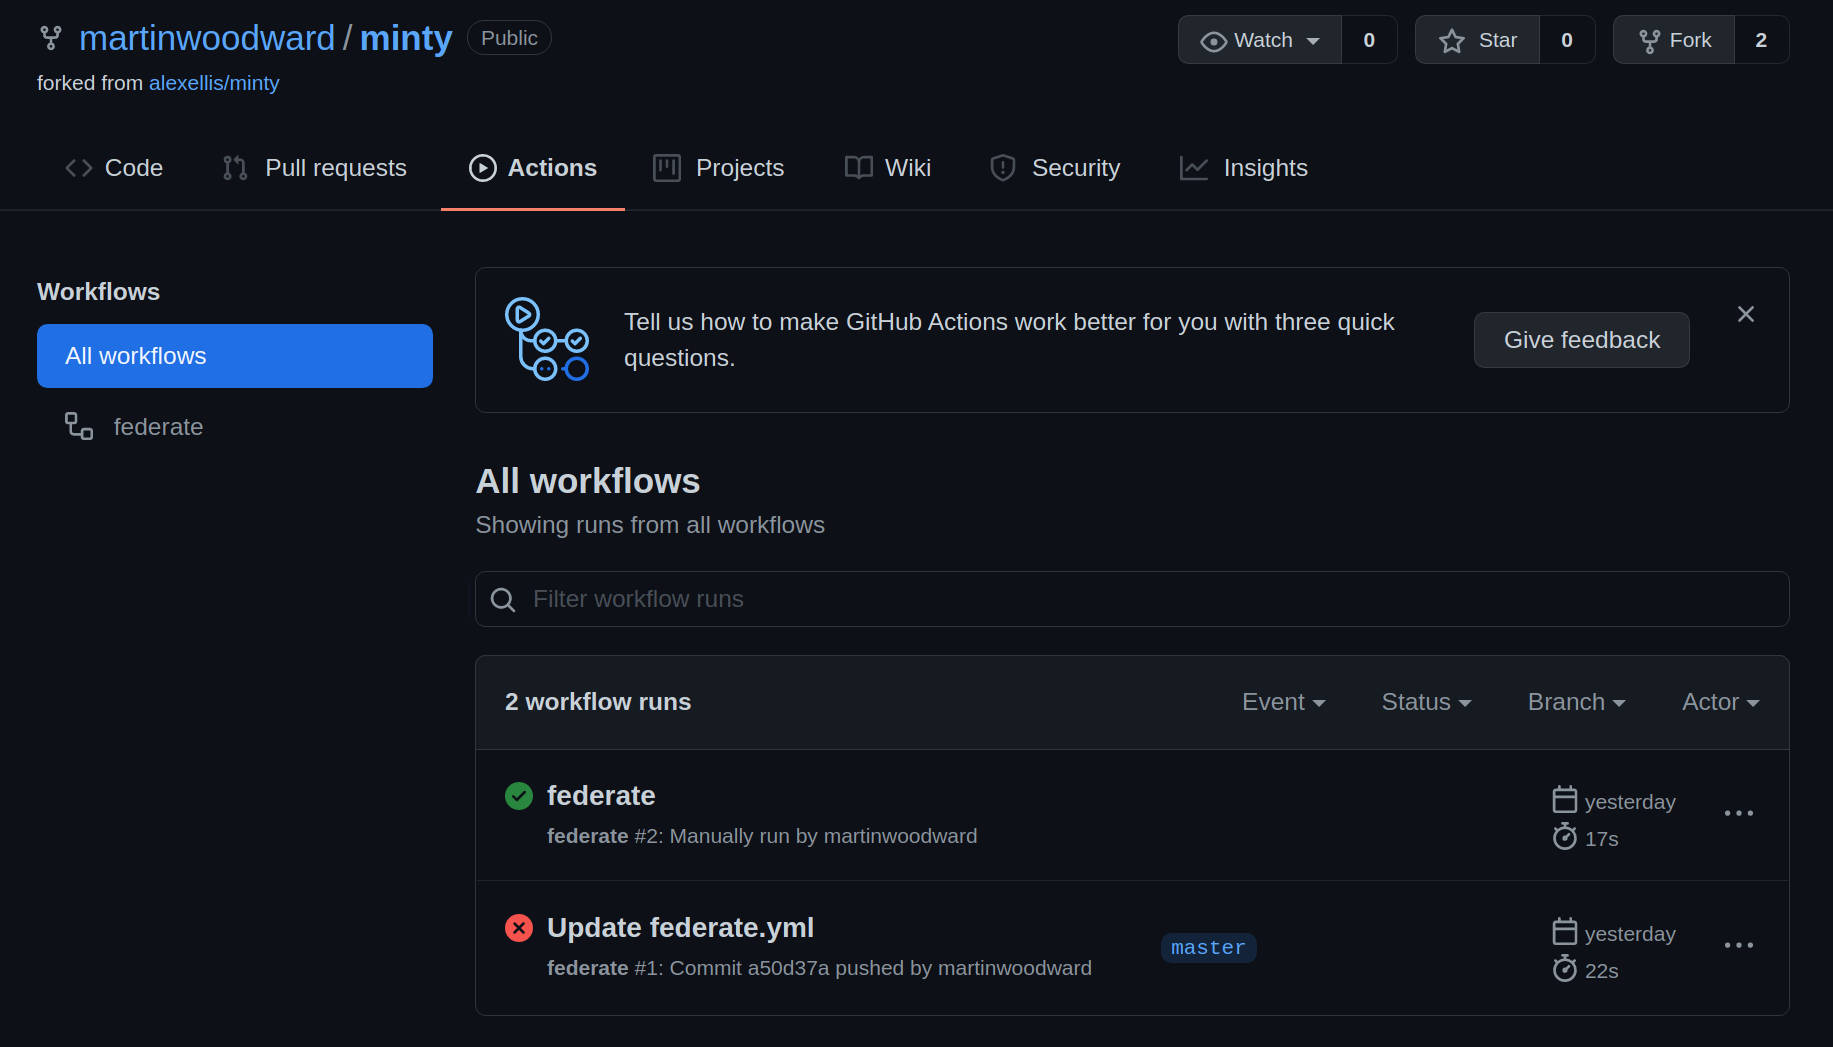 martinwoodward / minty Public
Watch 0 Star 0 Fork 2
forked from alexellis/minty
Code Pull requests Actions Projects Wiki Security Insights
Workflows
All workflows
federate
Tell us how to make GitHub Actions work better for you with three quick
questions.
Give feedback
All workflows
Showing runs from all workflows
Filter workflow runs
2 workflow runs Event Status Branch Actor
federate
federate #2: Manually run by martinwoodward
yesterday
17s
Update federate.yml
federate #1: Commit a50d37a pushed by martinwoodward
master
yesterday
22s